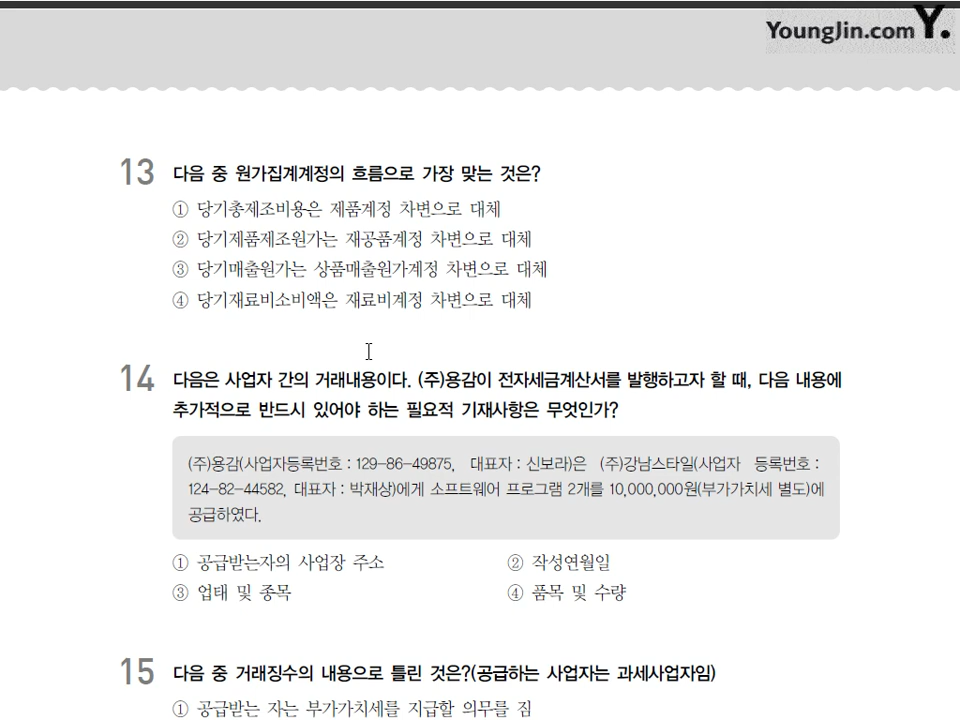 YoungJin.com Y.
13 다음 중 원가집계계정의 흐름으로 가장 맞는 것은?
① 당기총제조비용은 제품계정 차변으로 대체
② 당기제품제조원가는 재공품계정 차변으로 대체
③ 당기매출원가는 상품매출원가계정 차변으로 대체
④ 당기재료비소비액은 재료비계정 차변으로 대체
14 다음은 사업자 간의 거래내용이다. (주)용감이 전자세금계산서를 발행하고자 할 때, 다음 내용에
추가적으로 반드시 있어야 하는 필요적 기재사항은 무엇인가?
(주)용감(사업자등록번호 : 129-86-49875, 대표자 : 신보라)은 (주)강남스타일(사업자 등록번호 :
124-82-44582, 대표자 : 박재상)에게 소프트웨어 프로그램 2개를 10,000,000원(부가가치세 별도)에
공급하였다.
① 공급받는자의 사업장 주소 ② 작성연월일
③ 업태 및 종목 ④ 품목 및 수량
15 다음 중 거래징수의 내용으로 틀린 것은?(공급하는 사업자는 과세사업자임)
① 공급받는 자는 부가가치세를 지급할 의무를 짐